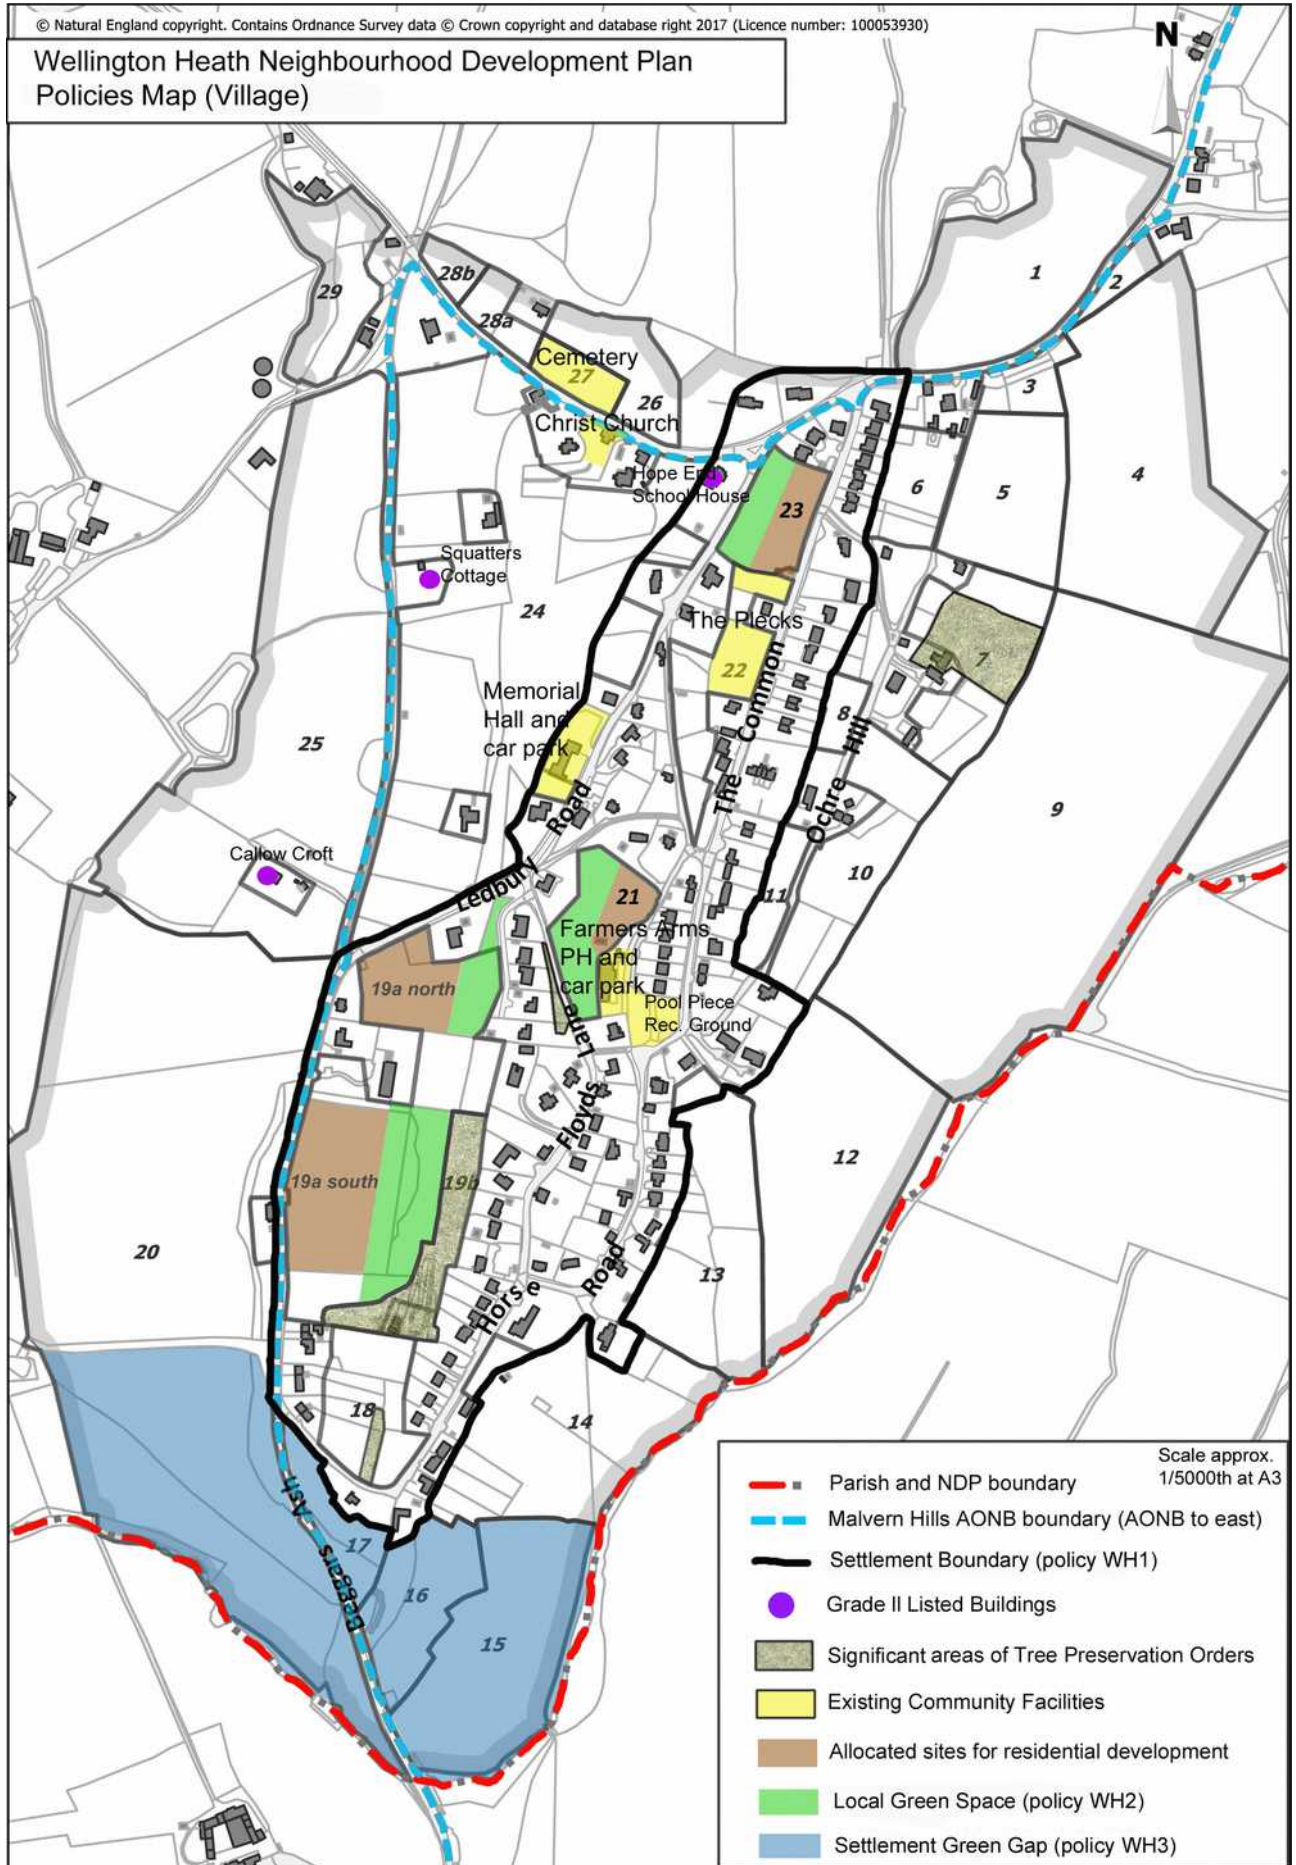 © Natural England copyright. Contains Ordnance Survey data © Crown copyright and database right 2017 (Licence number: 100053930)
Wellington Heath Neighbourhood Development Plan
Policies Map (Village)
N
1
2
28b
29
28a
Cemetery
27
26
3
Christ Church
4
Hope End
School House
6
5
23
Squatters
Cottage
24
The Plecks
7
22
Memorial
Hall and
car park
8
25
The Common
Ochre Hill
9
Ledbury Road
Callow Croft
10
21
11
Farmers Arms
PH and
car park
19a north
Pool Piece
Rec. Ground
Floyds Lane
12
19a south
19b
20
13
Horse Road
18
14
Beggars Ash
17
16
15
Scale approx.
1/5000th at A3
Parish and NDP boundary
Malvern Hills AONB boundary (AONB to east)
Settlement Boundary (policy WH1)
Grade II Listed Buildings
Significant areas of Tree Preservation Orders
Existing Community Facilities
Allocated sites for residential development
Local Green Space (policy WH2)
Settlement Green Gap (policy WH3)